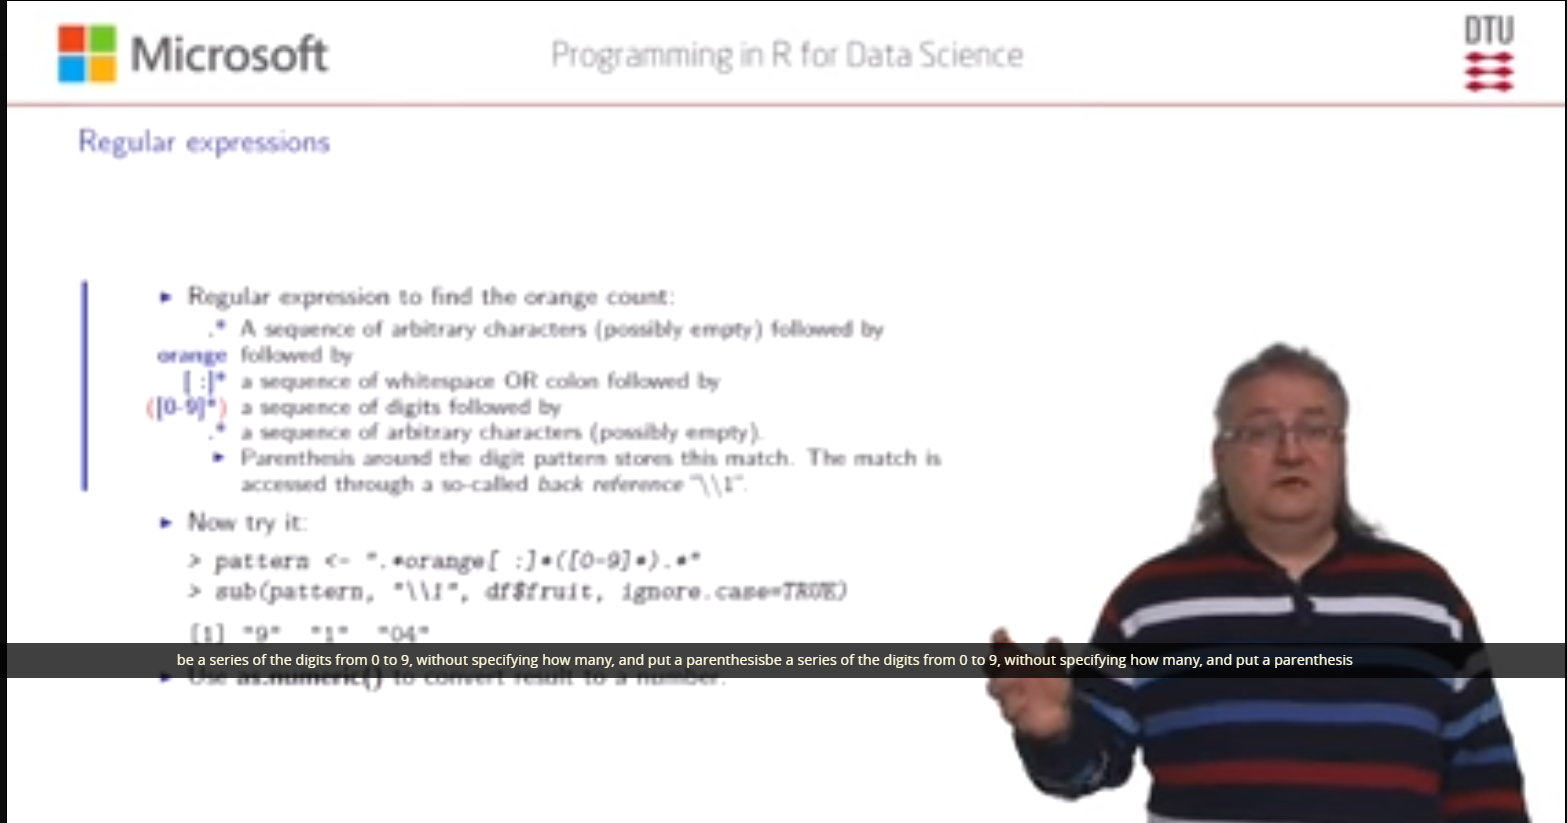 Microsoft
Programming in R for Data Science
DTU
Regular expressions
► Regular expression to find the orange count:
.* A sequence of arbitrary characters (possibly empty) followed by
orange followed by
[ :]* a sequence of whitespace OR colon followed by
([0-9]*) a sequence of digits followed by
.* a sequence of arbitrary characters (possibly empty).
► Parenthesis around the digit pattern stores this match. The match is
accessed through a so-called back reference "\\1".
► Now try it:
> pattern <- ".*orange[ :]*([0-9]*).*"
> sub(pattern, "\\1", df$fruit, ignore.case=TRUE)
[1] "9" "1" "04"
be a series of the digits from 0 to 9, without specifying how many, and put a parenthesisbe a series of the digits from 0 to 9, without specifying how many, and put a parenthesis
► Use as.numeric() to convert result to a number.